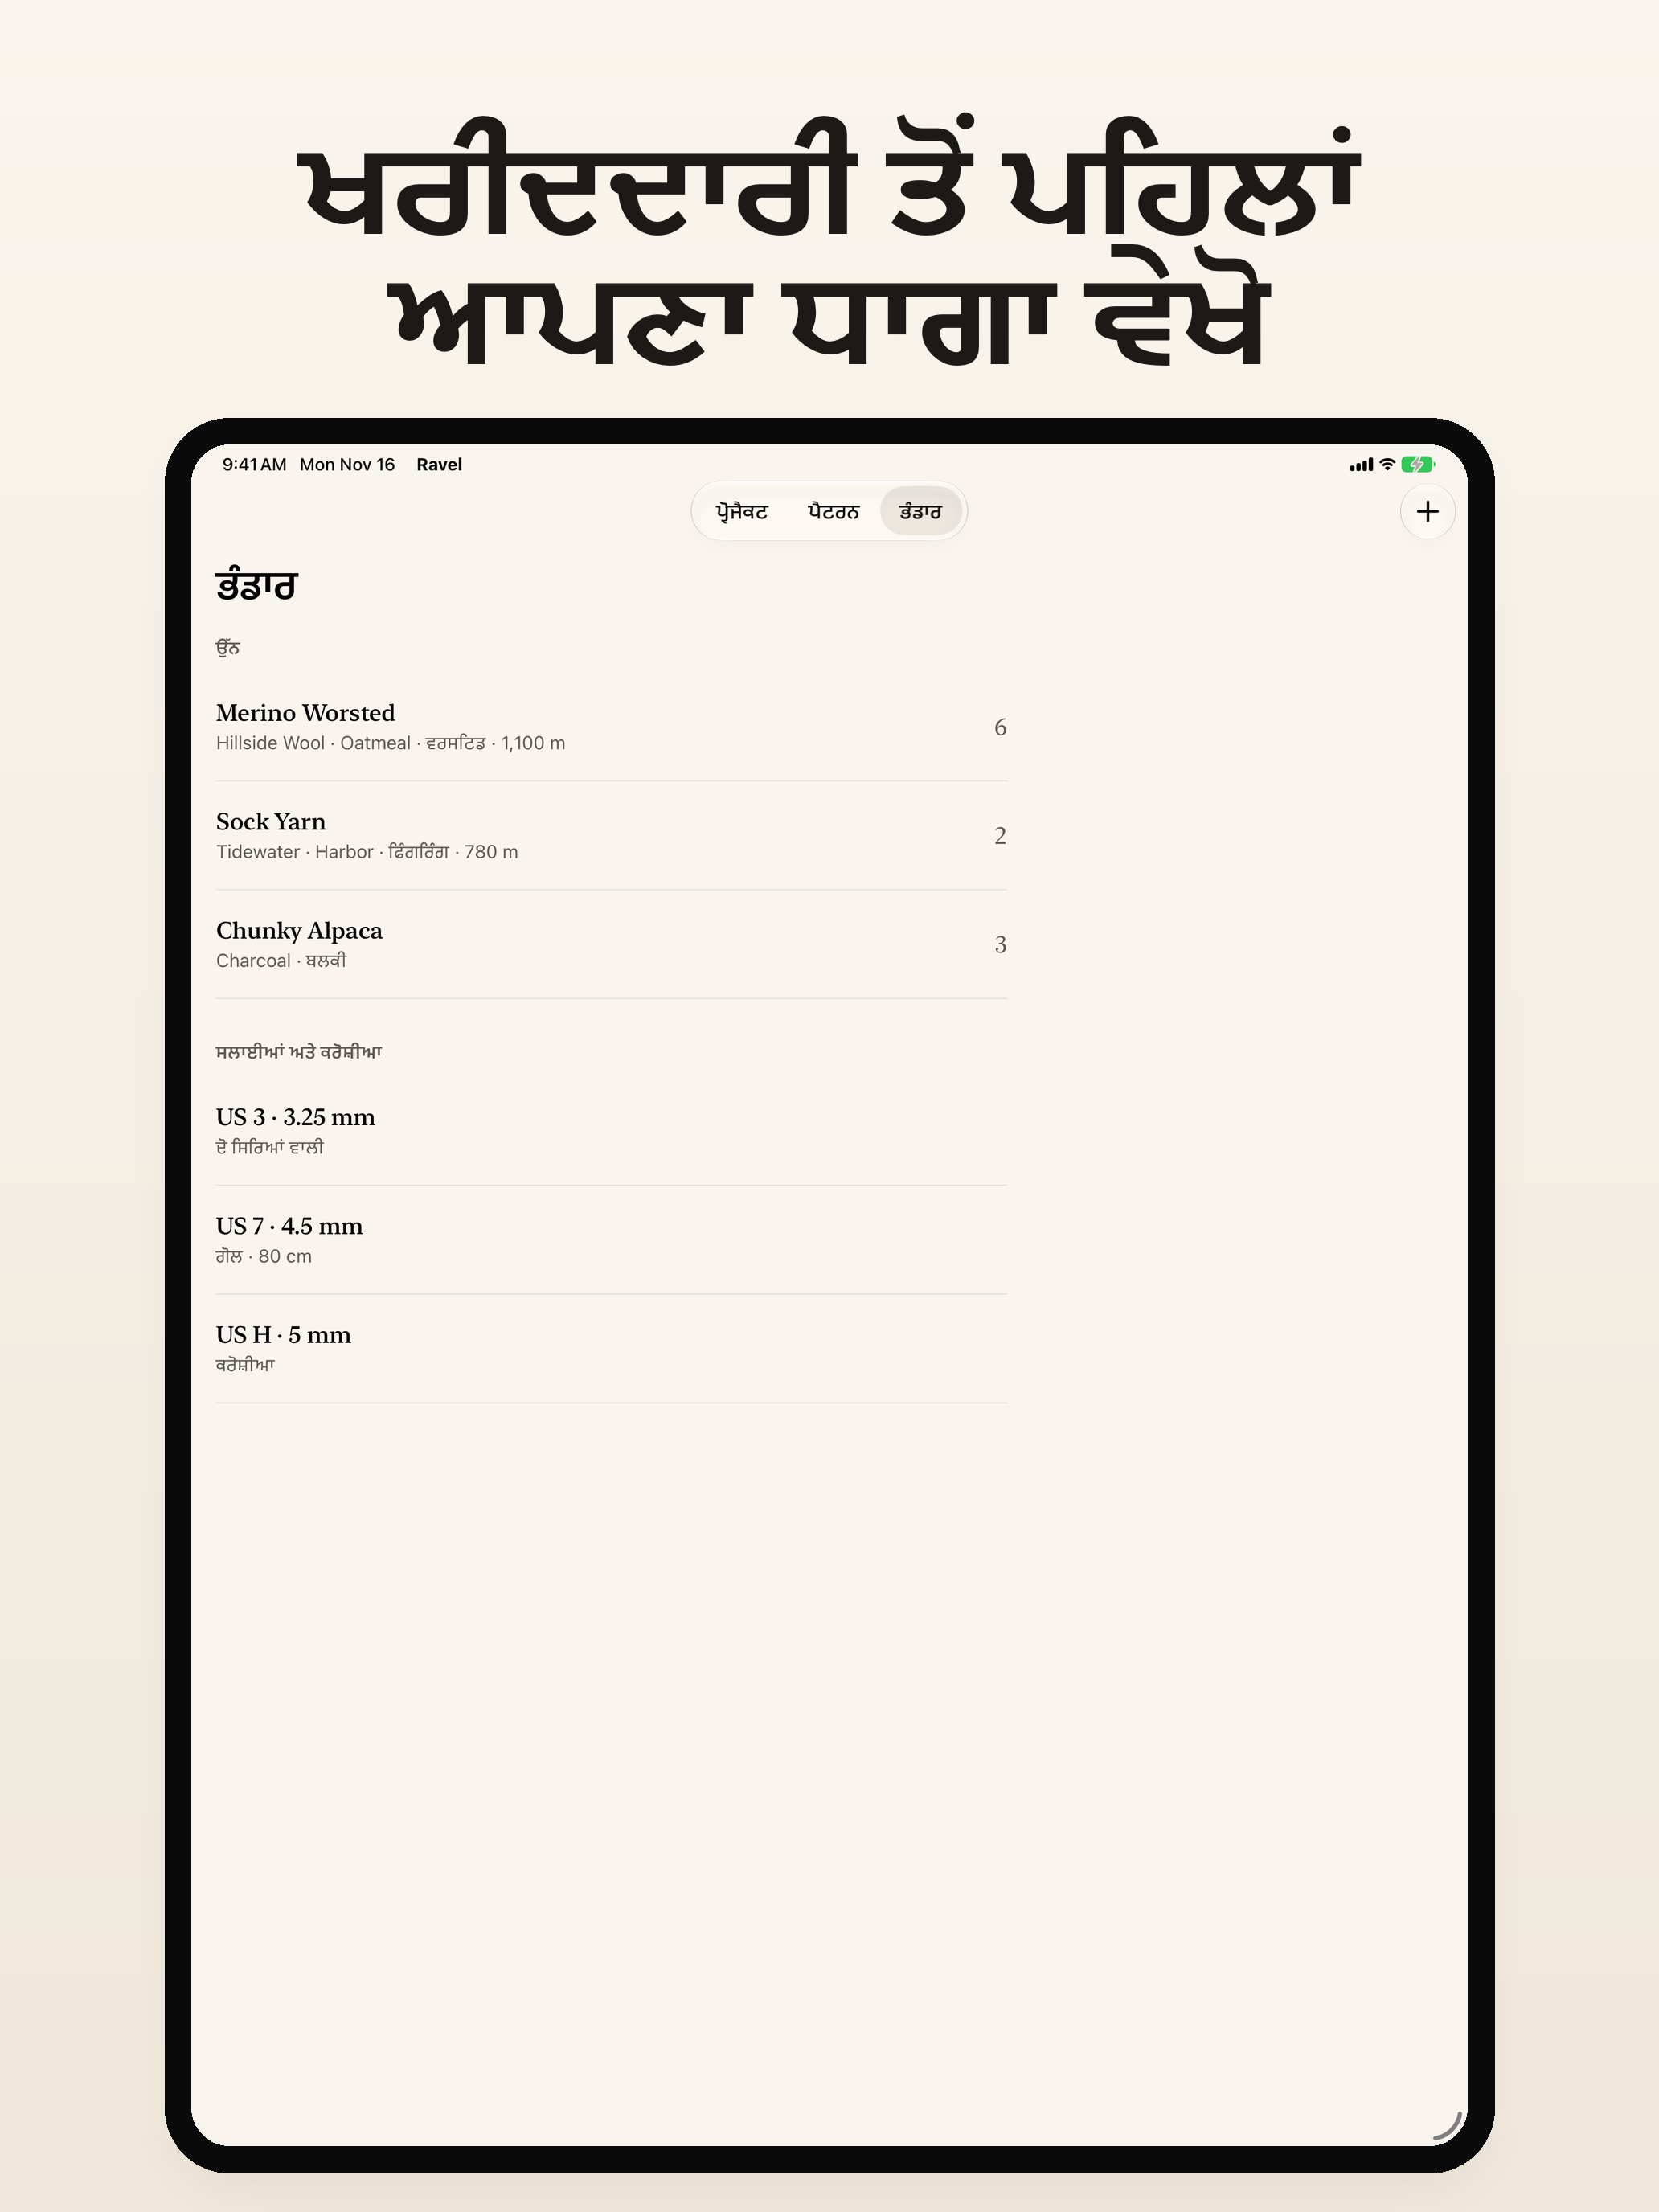 ਖਰੀਦਦਾਰੀ ਤੋਂ ਪਹਿਲਾਂ
ਆਪਣਾ ਧਾਗਾ ਵੇਖੋ
9:41 AM Mon Nov 16 Ravel
ਪ੍ਰੋਜੈਕਟ ਪੈਟਰਨ ਭੰਡਾਰ
ਭੰਡਾਰ
ਉੱਨ
Merino Worsted 6
Hillside Wool · Oatmeal · ਵਰਸਟਿਡ · 1,100 m
Sock Yarn 2
Tidewater · Harbor · ਫਿੰਗਰਿੰਗ · 780 m
Chunky Alpaca 3
Charcoal · ਬਲਕੀ
ਸਲਾਈਆਂ ਅਤੇ ਕਰੋਸ਼ੀਆ
US 3 · 3.25 mm
ਦੋ ਸਿਰਿਆਂ ਵਾਲੀ
US 7 · 4.5 mm
ਗੋਲ · 80 cm
US H · 5 mm
ਕਰੋਸ਼ੀਆ